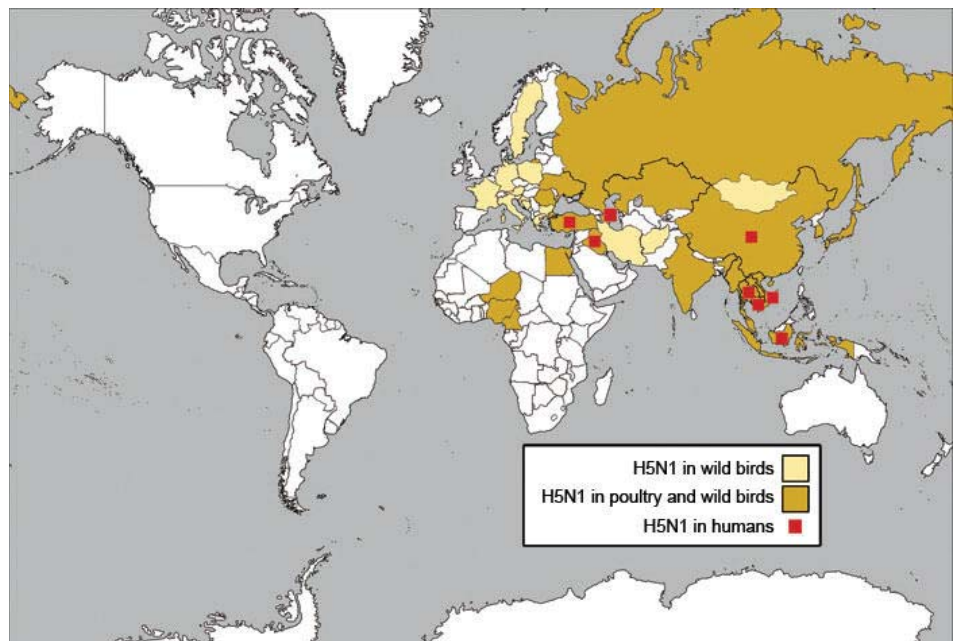 H5N1 in wild birds
H5N1 in poultry and wild birds
H5N1 in humans